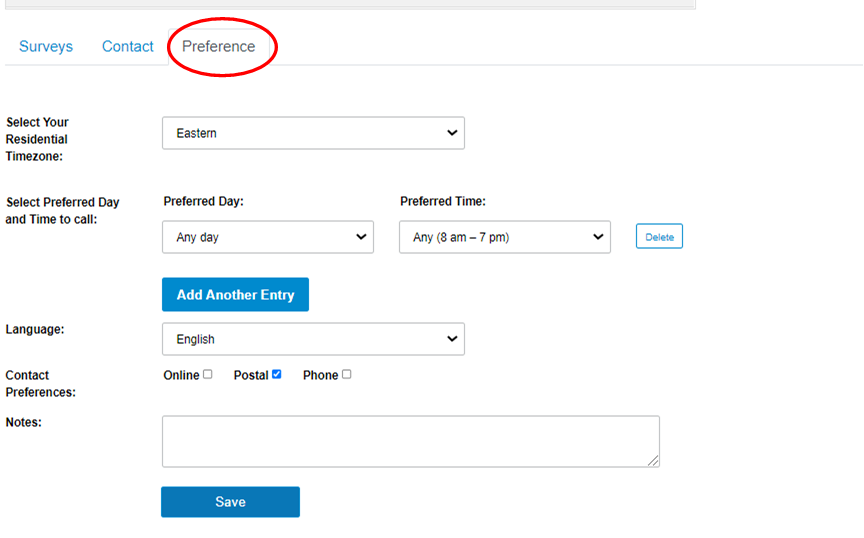 Surveys Contact Preference
Select Your
Residential
Timezone:
Eastern
Select Preferred Day
and Time to call:
Preferred Day: Preferred Time:
Any day Any (8 am – 7 pm) Delete
Add Another Entry
Language:
English
Contact
Preferences:
Online Postal Phone
Notes:
Save